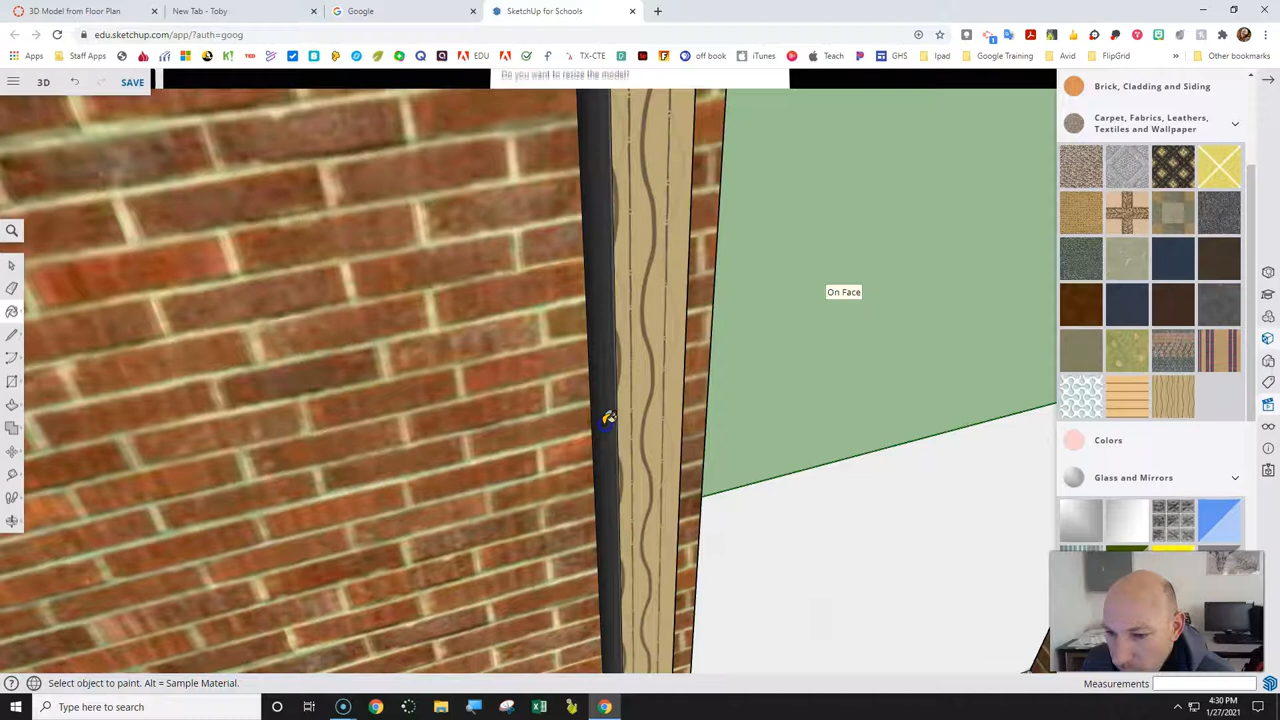 3D Model from Floor Plan
New Tab - Toby
Google
SketchUp for Schools
edu.sketchup.com/app/?auth=goog
Apps
Staff Apps
EDU
TX-CTE
off book
iTunes
Teach
GHS
Ipad
Google Training
Avid
FlipGrid
Other bookmarks
3D
SAVE
Do you want to resize the model?
Brick, Cladding and Siding
Carpet, Fabrics, Leathers,
Textiles and Wallpaper
On Face
Colors
Glass and Mirrors
Select object to paint. Alt = Sample Material.
Measurements
Type here to search
4:30 PM
1/27/2021